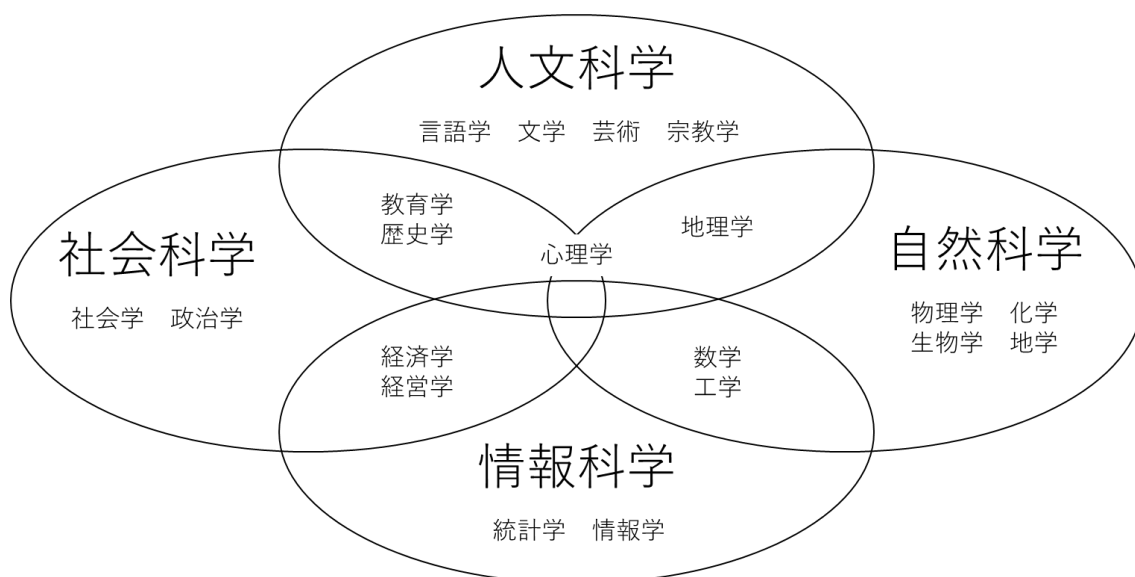 人文科学
言語学　文学　芸術　宗教学
教育学
歴史学
地理学
心理学
社会科学
社会学　政治学
自然科学
物理学　化学
生物学　地学
経済学
経営学
数学
工学
情報科学
統計学　情報学